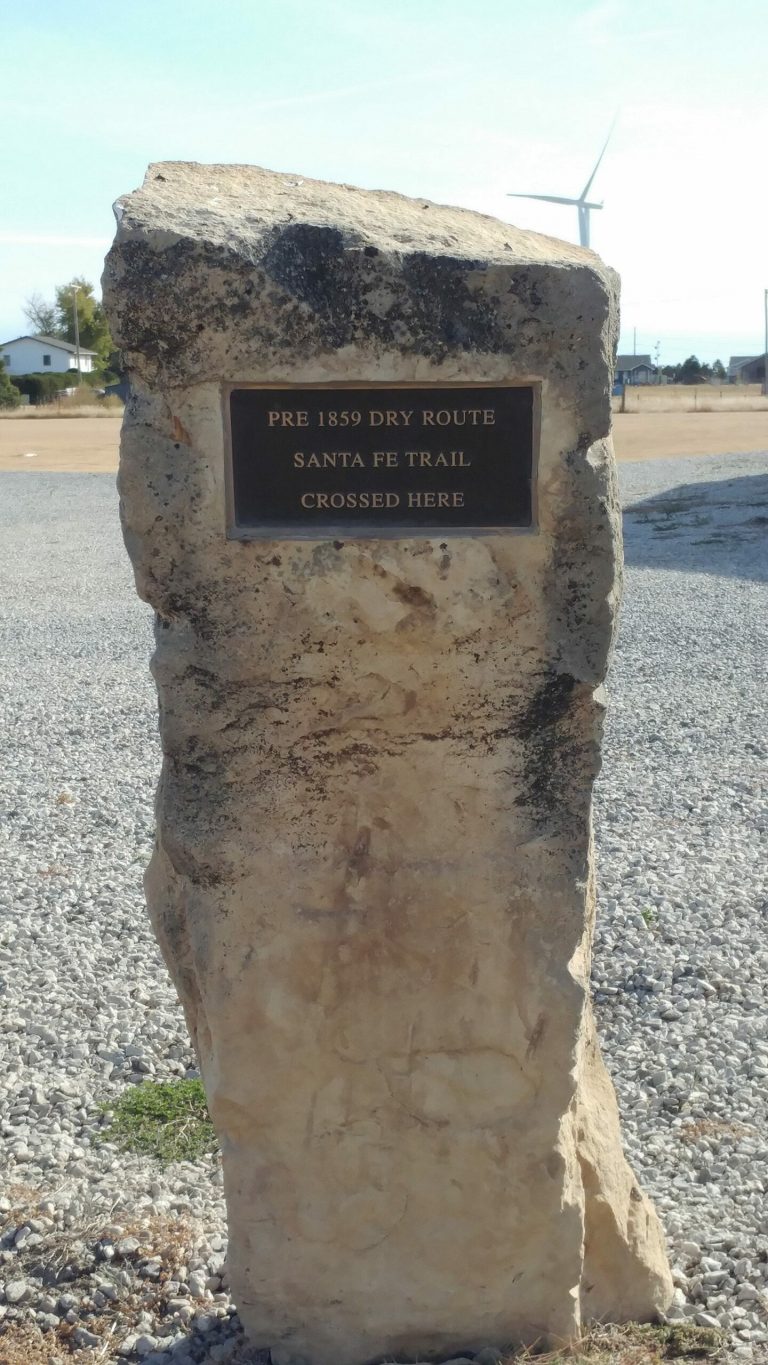 PRE 1859 DRY ROUTE
SANTA FE TRAIL
CROSSED HERE